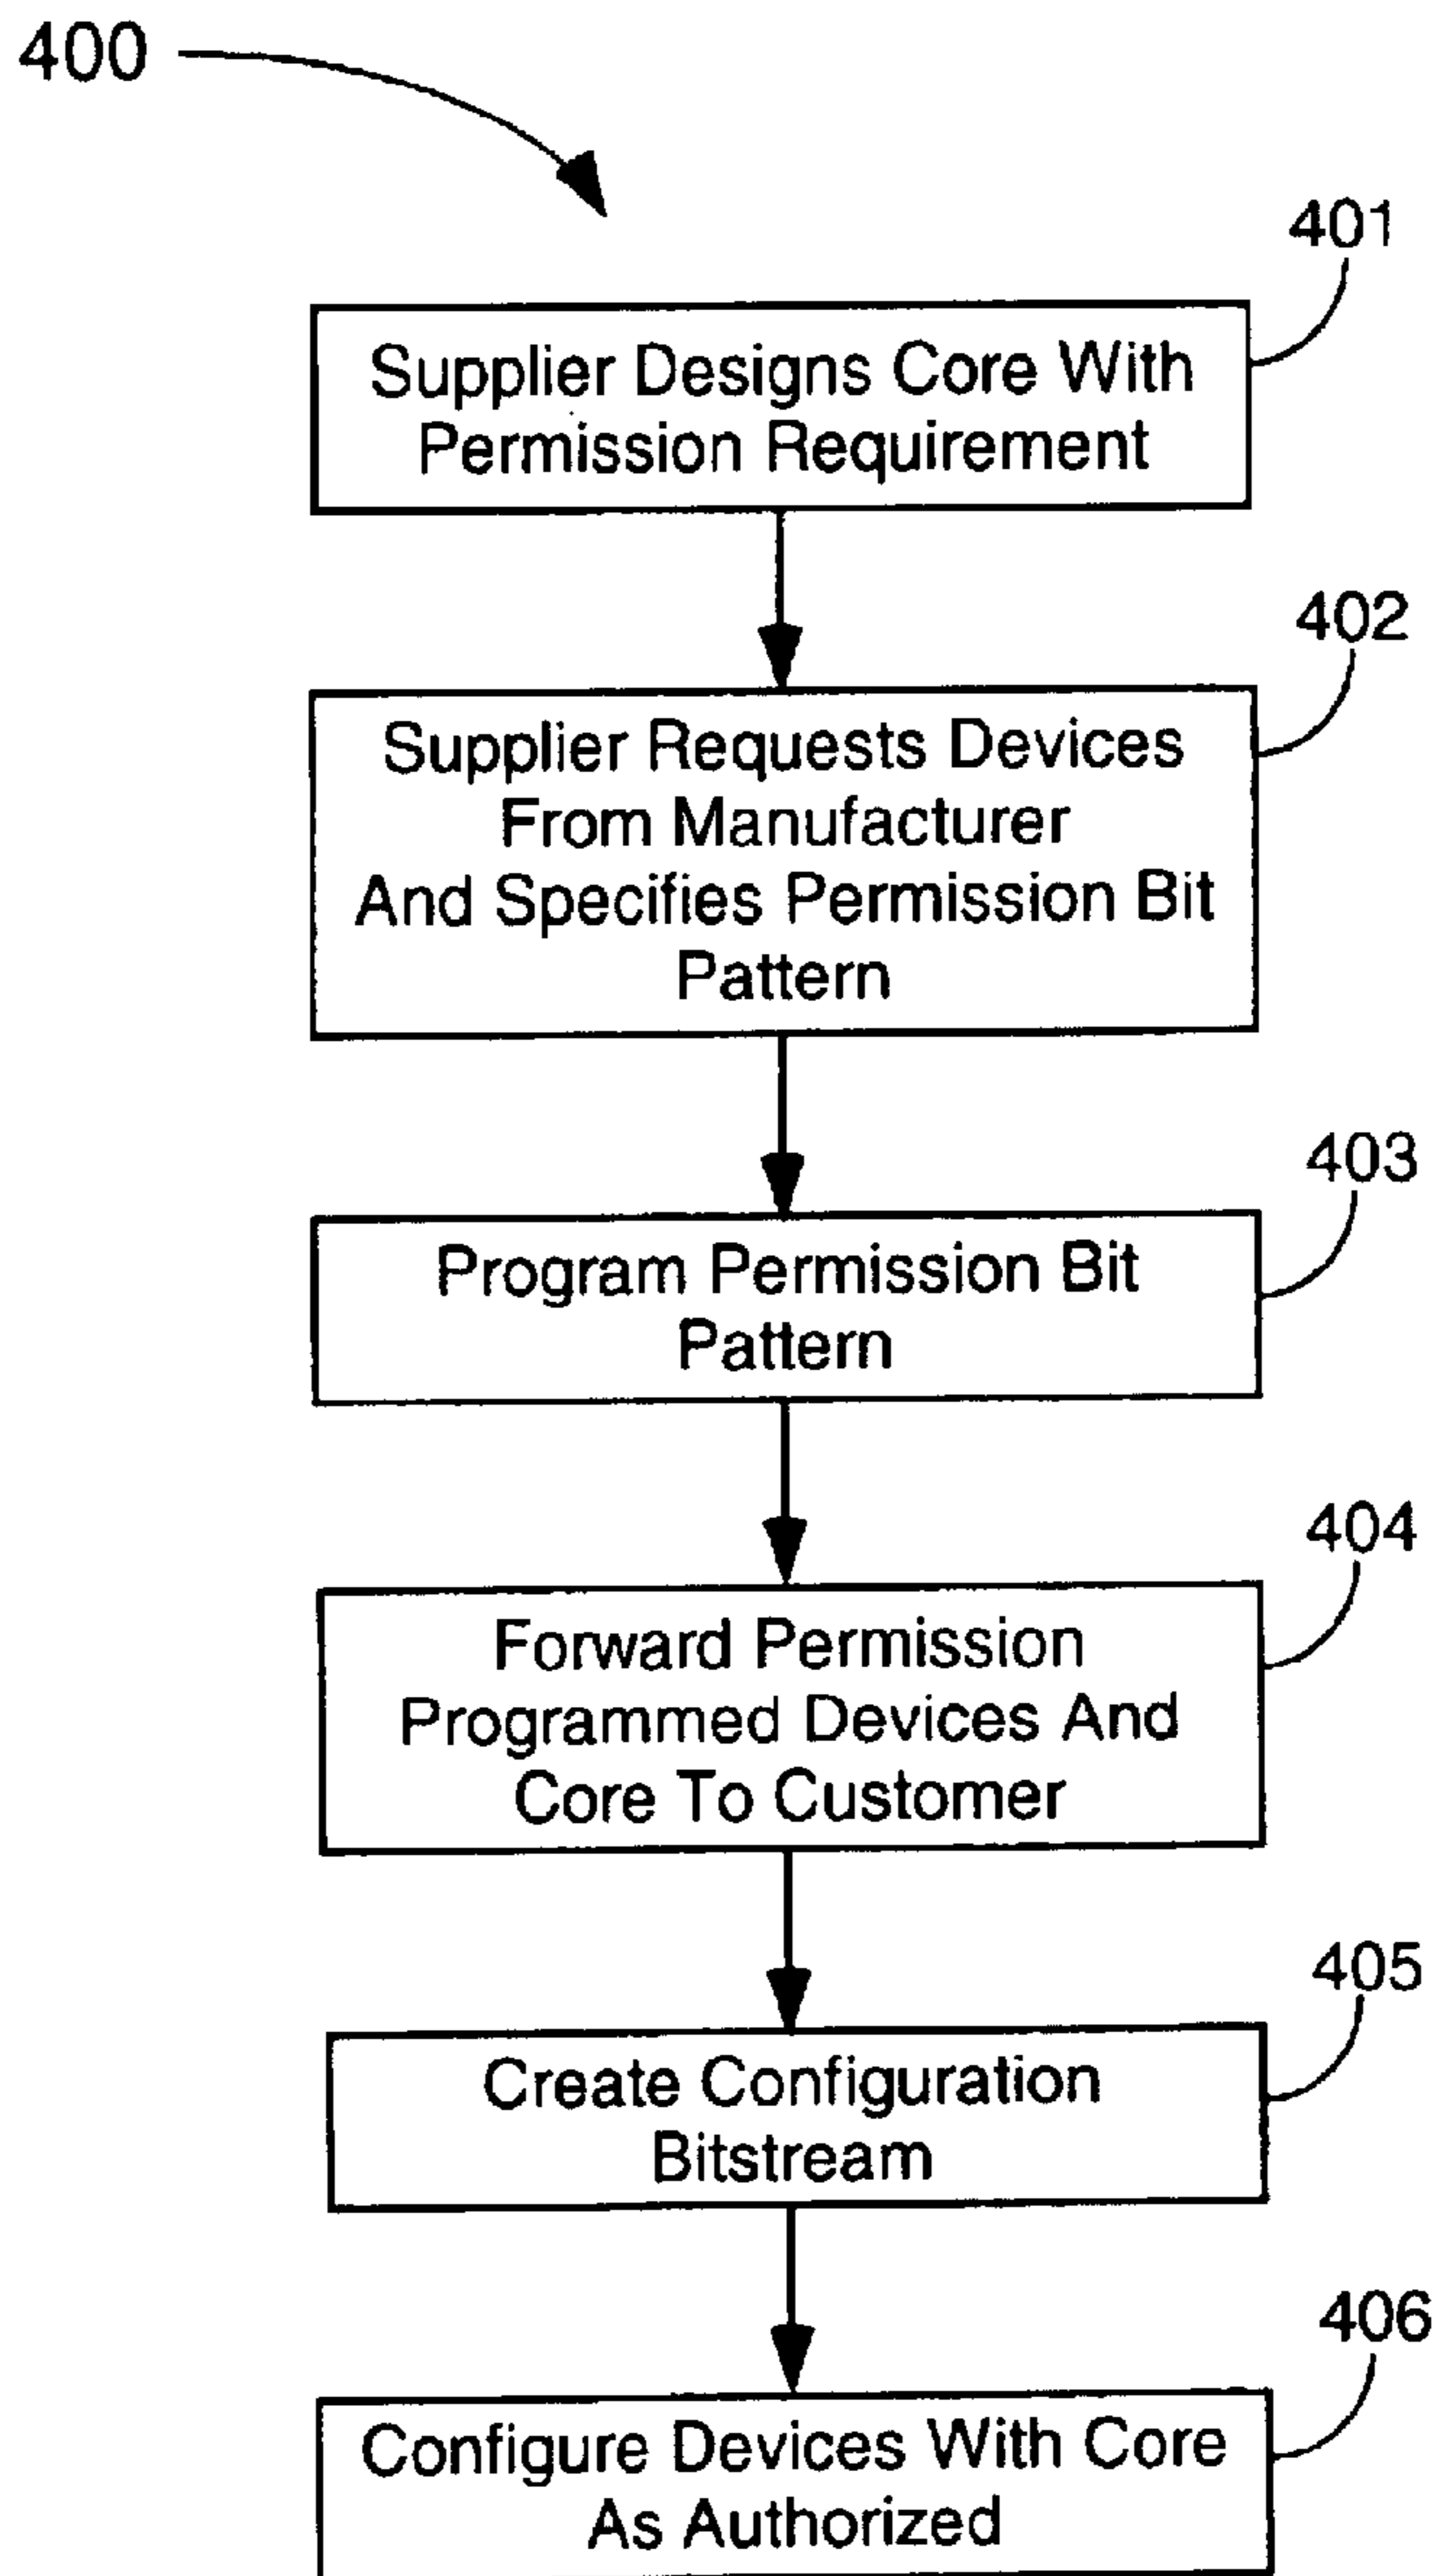 400
401
Supplier Designs Core With
Permission Requirement
402
Supplier Requests Devices
From Manufacturer
And Specifies Permission Bit
Pattern
403
Program Permission Bit
Pattern
404
Forward Permission
Programmed Devices And
Core To Customer
405
Create Configuration
Bitstream
406
Configure Devices With Core
As Authorized